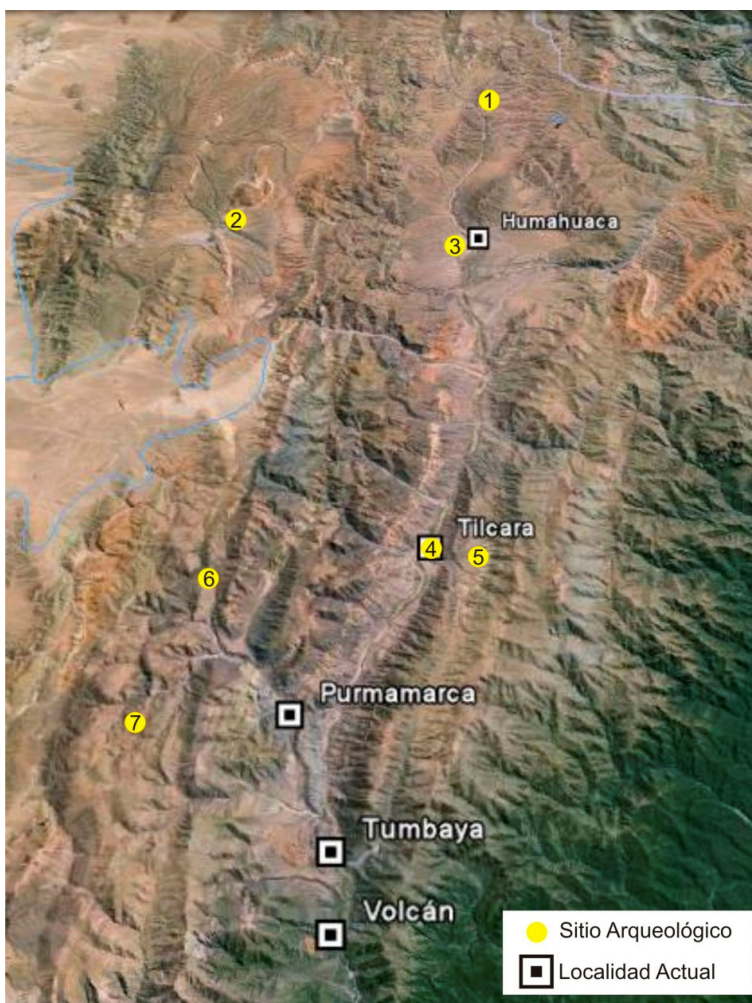 1
2
Humahuaca
3
Tilcara
4
5
6
Purmamarca
7
Tumbaya
Volcán
Sitio Arqueológico
Localidad Actual